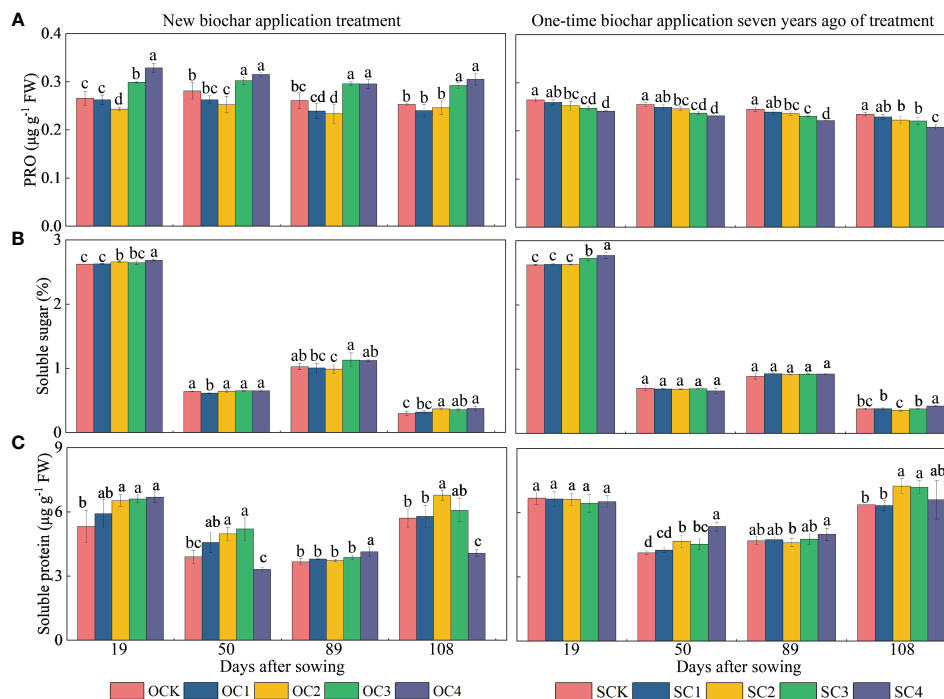 A
New biochar application treatment
One-time biochar application seven years ago of treatment
PRO (µg g⁻¹ FW)
0.4
0.3
0.2
0.1
0.0
c c d b a
b c c b a
bc cd d a a
b b b a a
a ab bc cd d
a ab bc cd d
a ab bc c d
a ab b b c
B
Soluble sugar (%)
3
2
1
0
c c b bc a
a b a a a
ab bc c a ab
c bc a ab a
c c c b a
a a a a a
a a a a a
bc b c b a
C
Soluble protein (µg g⁻¹ FW)
9
6
3
0
b ab a a a
bc ab a a c
b b b b a
b b a ab c
a a a a a
d cd b bc a
ab ab b ab a
b b a a ab
19 50 89 108
19 50 89 108
Days after sowing
Days after sowing
OCK OC1 OC2 OC3 OC4
SCK SC1 SC2 SC3 SC4